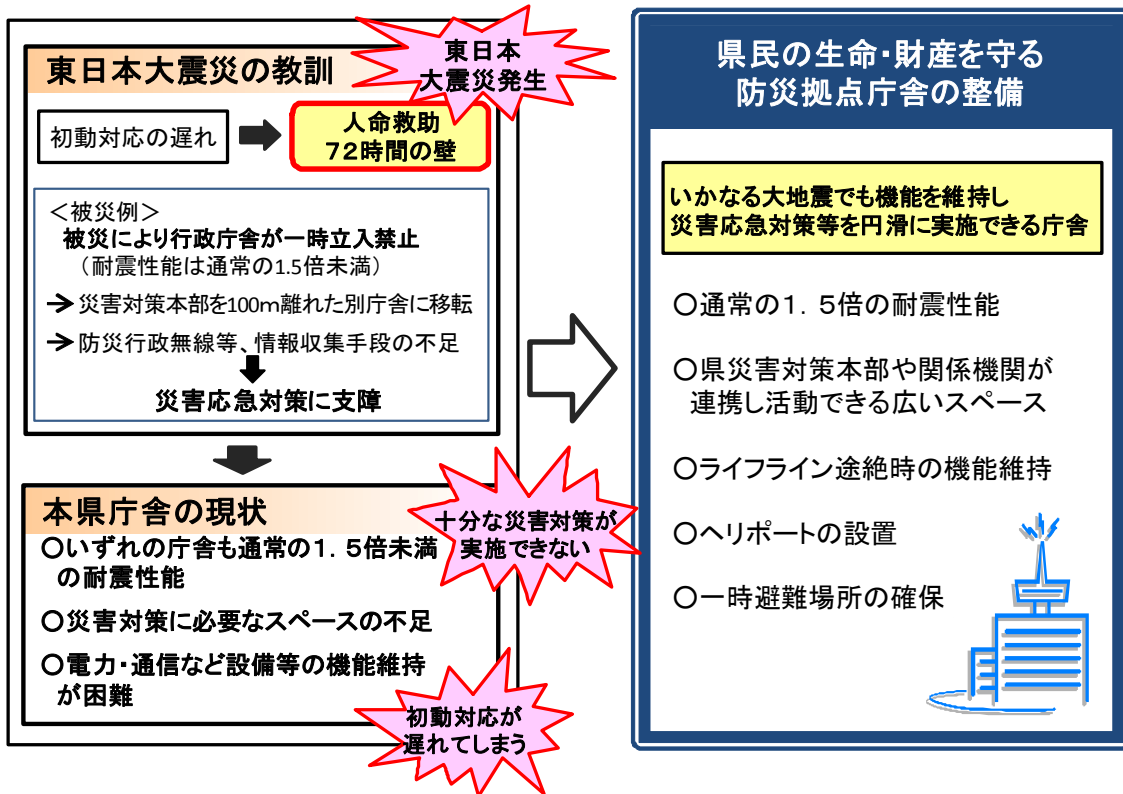 東日本大震災の教訓
東日本
大震災発生
初動対応の遅れ
人命救助
72時間の壁
＜被災例＞
被災により行政庁舎が一時立入禁止
（耐震性能は通常の1.5倍未満）
→災害対策本部を100m離れた別庁舎に移転
→防災行政無線等、情報収集手段の不足
災害応急対策に支障
本県庁舎の現状
十分な災害対策が
実施できない
○いずれの庁舎も通常の１．５倍未満
の耐震性能
○災害対策に必要なスペースの不足
○電力・通信など設備等の機能維持
が困難
初動対応が
遅れてしまう
県民の生命・財産を守る
防災拠点庁舎の整備
いかなる大地震でも機能を維持し
災害応急対策等を円滑に実施できる庁舎
○通常の１．５倍の耐震性能
○県災害対策本部や関係機関が
連携し活動できる広いスペース
○ライフライン途絶時の機能維持
○ヘリポートの設置
○一時避難場所の確保